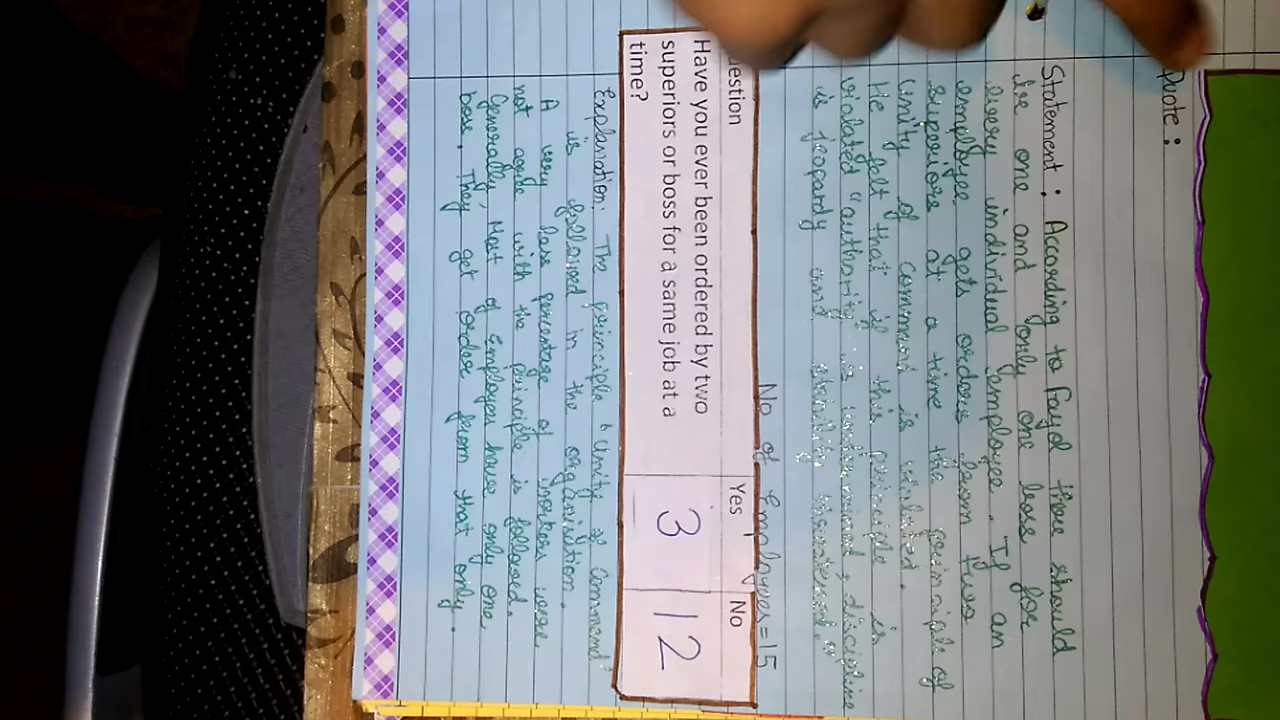 Quote :
Statement : According to Fayol there should
be one and only one boss for
every individual employee. If an
employee gets orders from two
superiors at a time the principle of
unity of command is violated.
He felt that if this principle is
violated "authority is undermined, discipline
is jeopardy and stability threatened."
No of Employees=15
uestion Yes No
Have you ever been ordered by two
superiors or boss for a same job at a
time? 3 12
Explanation: The principle "Unity of Command"
is followed in the organisation.
A very less percentage of workers
not agree with the principle is followed.
Generally, Most of Employees have only one
boss. They get order from that only.